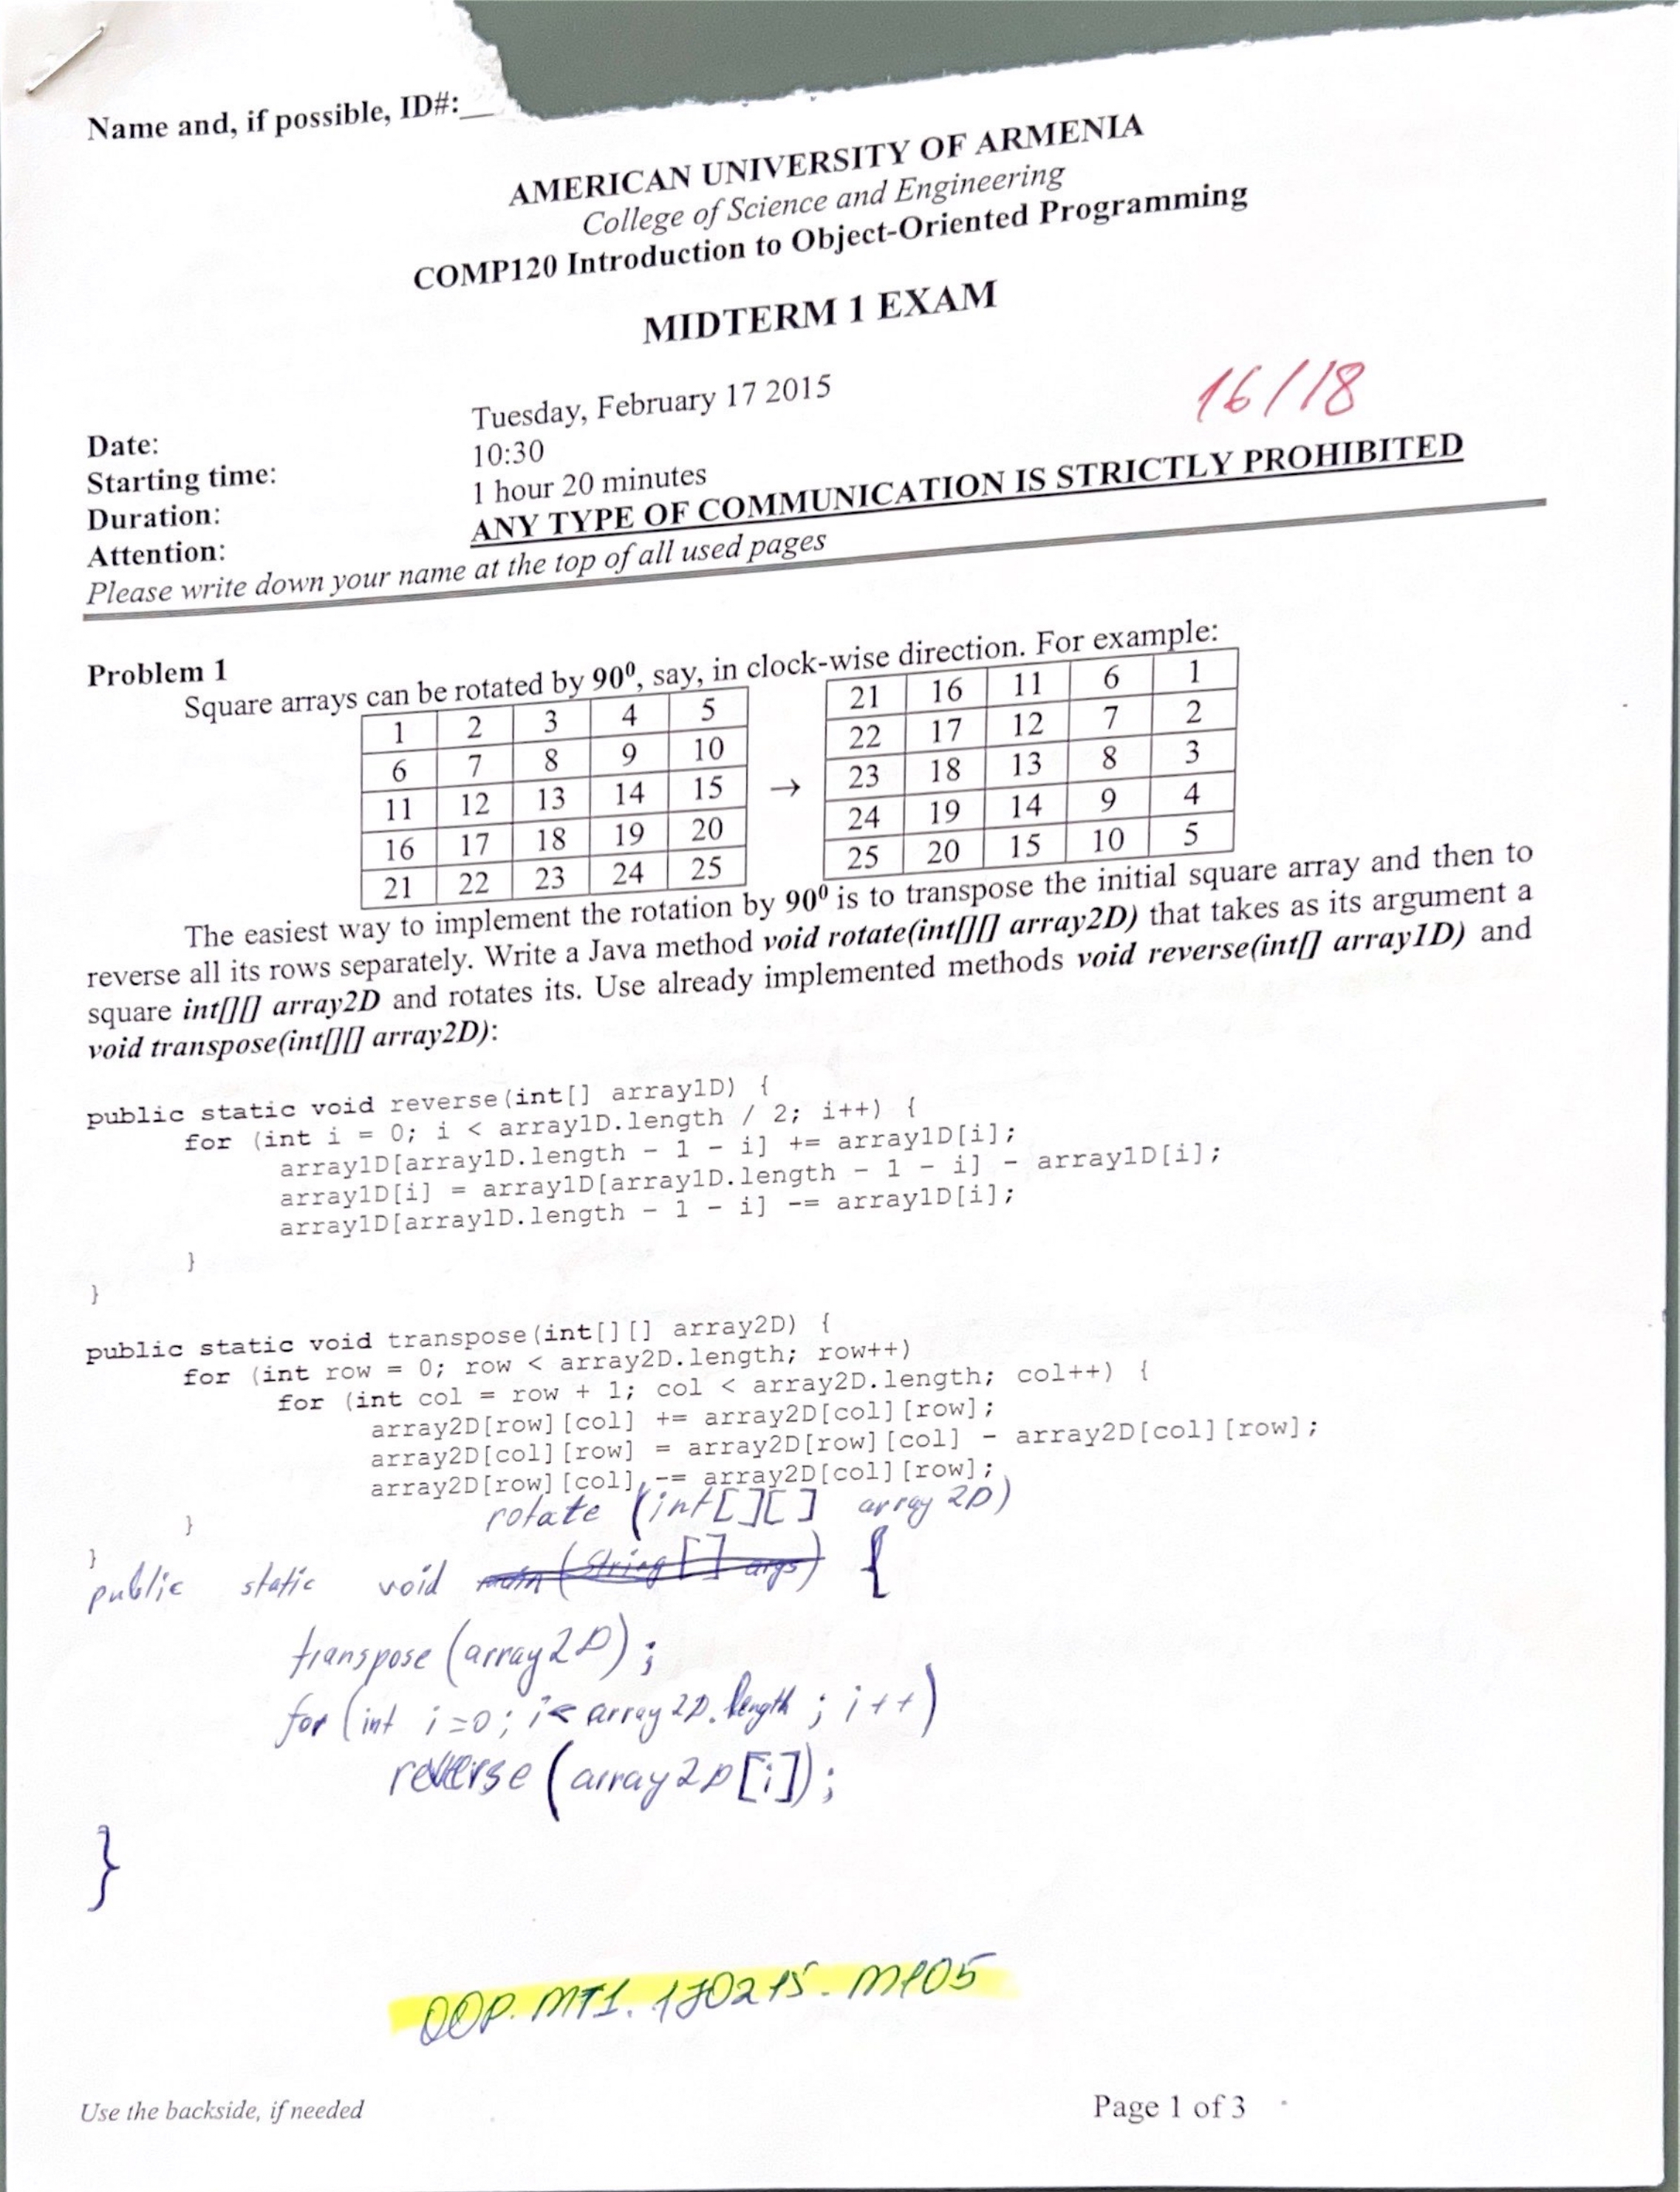 Name and, if possible, ID#:
AMERICAN UNIVERSITY OF ARMENIA
College of Science and Engineering
COMP120 Introduction to Object-Oriented Programming
MIDTERM 1 EXAM
16/18
Date: Tuesday, February 17 2015
Starting time: 10:30
Duration: 1 hour 20 minutes
Attention: ANY TYPE OF COMMUNICATION IS STRICTLY PROHIBITED
Please write down your name at the top of all used pages
Problem 1
Square arrays can be rotated by 90⁰, say, in clock-wise direction. For example:
1 2 3 4 5
6 7 8 9 10
11 12 13 14 15
16 17 18 19 20
21 22 23 24 25
→
21 16 11 6 1
22 17 12 7 2
23 18 13 8 3
24 19 14 9 4
25 20 15 10 5
The easiest way to implement the rotation by 90⁰ is to transpose the initial square array and then to
reverse all its rows separately. Write a Java method void rotate(int[][] array2D) that takes as its argument a
square int[][] array2D and rotates its. Use already implemented methods void reverse(int[] array1D) and
void transpose(int[][] array2D):
public static void reverse(int[] array1D) {
for (int i = 0; i < array1D.length / 2; i++) {
array1D[array1D.length - 1 - i] += array1D[i];
array1D[i] = array1D[array1D.length - 1 - i] - array1D[i];
array1D[array1D.length - 1 - i] -= array1D[i];
}
}
public static void transpose(int[][] array2D) {
for (int row = 0; row < array2D.length; row++)
for (int col = row + 1; col < array2D.length; col++) {
array2D[row][col] += array2D[col][row];
array2D[col][row] = array2D[row][col] - array2D[col][row];
array2D[row][col] -= array2D[col][row];
}
}
rotate (int[][] array2D)
public static void main (String[] args) {
transpose (array2D);
for (int i=0; i< array2D.length; i++)
reverse (array2D[i]);
}
OOP.MT1.170215.M105
Use the backside, if needed
Page 1 of 3